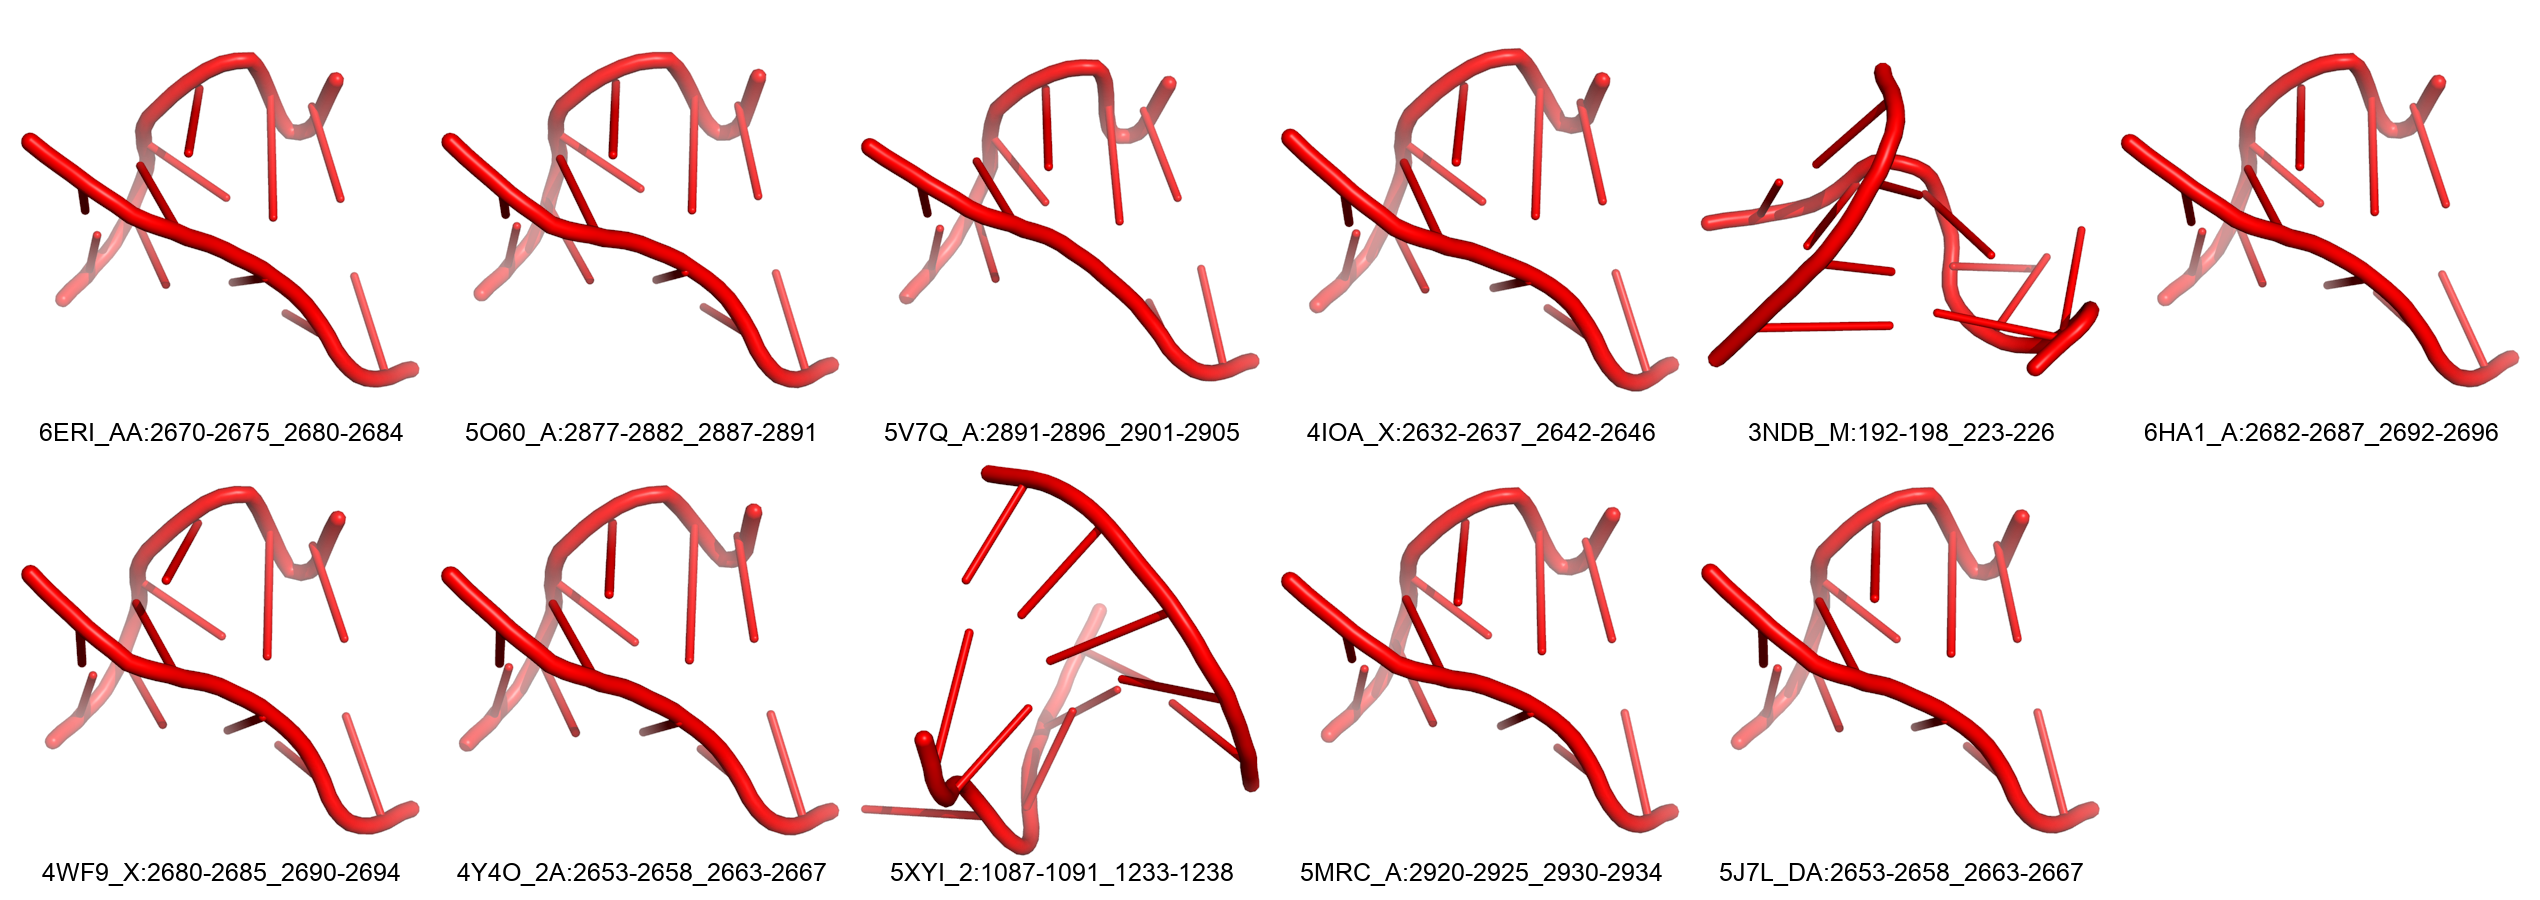 6ERI_AA:2670-2675_2680-2684
5O60_A:2877-2882_2887-2891
5V7Q_A:2891-2896_2901-2905
4IOA_X:2632-2637_2642-2646
3NDB_M:192-198_223-226
6HA1_A:2682-2687_2692-2696
4WF9_X:2680-2685_2690-2694
4Y4O_2A:2653-2658_2663-2667
5XYI_2:1087-1091_1233-1238
5MRC_A:2920-2925_2930-2934
5J7L_DA:2653-2658_2663-2667